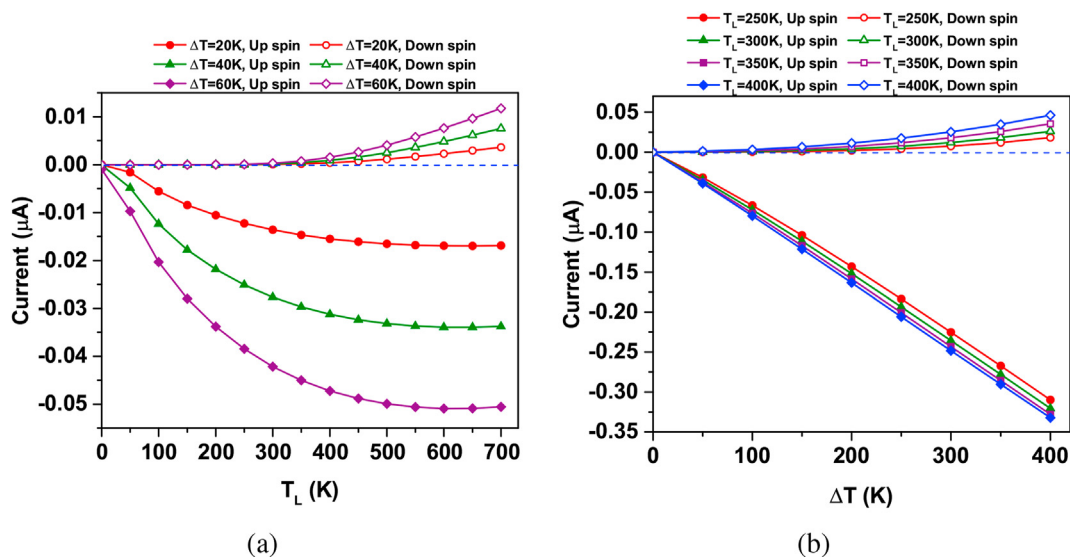 ΔT=20K, Up spin ΔT=20K, Down spin
ΔT=40K, Up spin ΔT=40K, Down spin
ΔT=60K, Up spin ΔT=60K, Down spin
0.01
0.00
-0.01
-0.02
-0.03
-0.04
-0.05
Current (μA)
0 100 200 300 400 500 600 700
T_L (K)
(a)
T_L=250K, Up spin T_L=250K, Down spin
T_L=300K, Up spin T_L=300K, Down spin
T_L=350K, Up spin T_L=350K, Down spin
T_L=400K, Up spin T_L=400K, Down spin
0.05
0.00
-0.05
-0.10
-0.15
-0.20
-0.25
-0.30
-0.35
Current (μA)
0 100 200 300 400
ΔT (K)
(b)